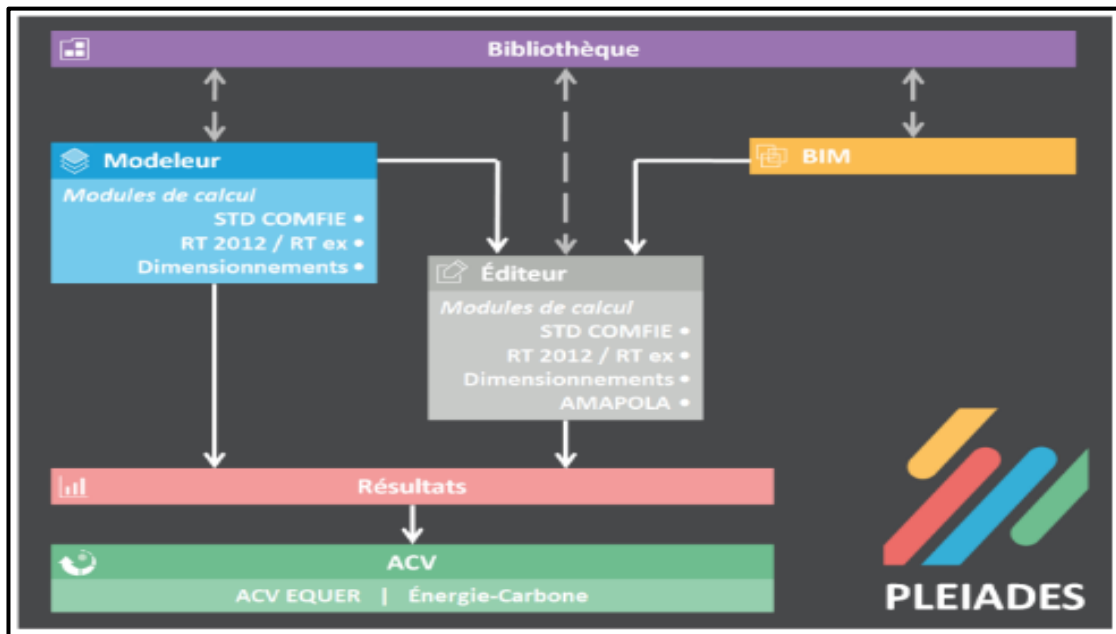 Bibliothèque
Modeleur
Modules de calcul
STD COMFIE •
RT 2012 / RT ex •
Dimensionnements •
BIM
Éditeur
Modules de calcul
STD COMFIE •
RT 2012 / RT ex •
Dimensionnements •
AMAPOLA •
Résultats
ACV
ACV EQUER | Énergie-Carbone
PLEIADES